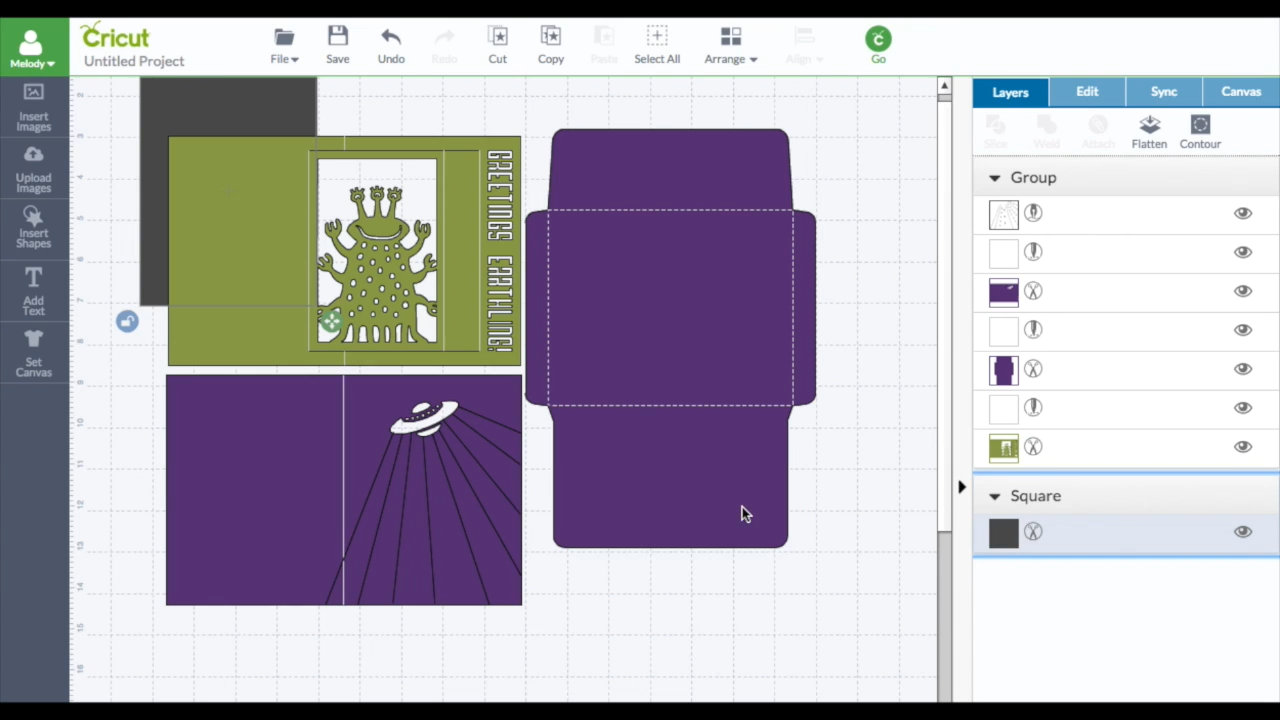 Cricut
Untitled Project
Melody
File
Save
Undo
Redo
Cut
Copy
Paste
Select All
Arrange
Align
Go
Insert
Images
Upload
Images
Insert
Shapes
Add
Text
Set
Canvas
GREETINGS EARTHLING!
Layers
Edit
Sync
Canvas
Slice
Weld
Attach
Flatten
Contour
Group
Square